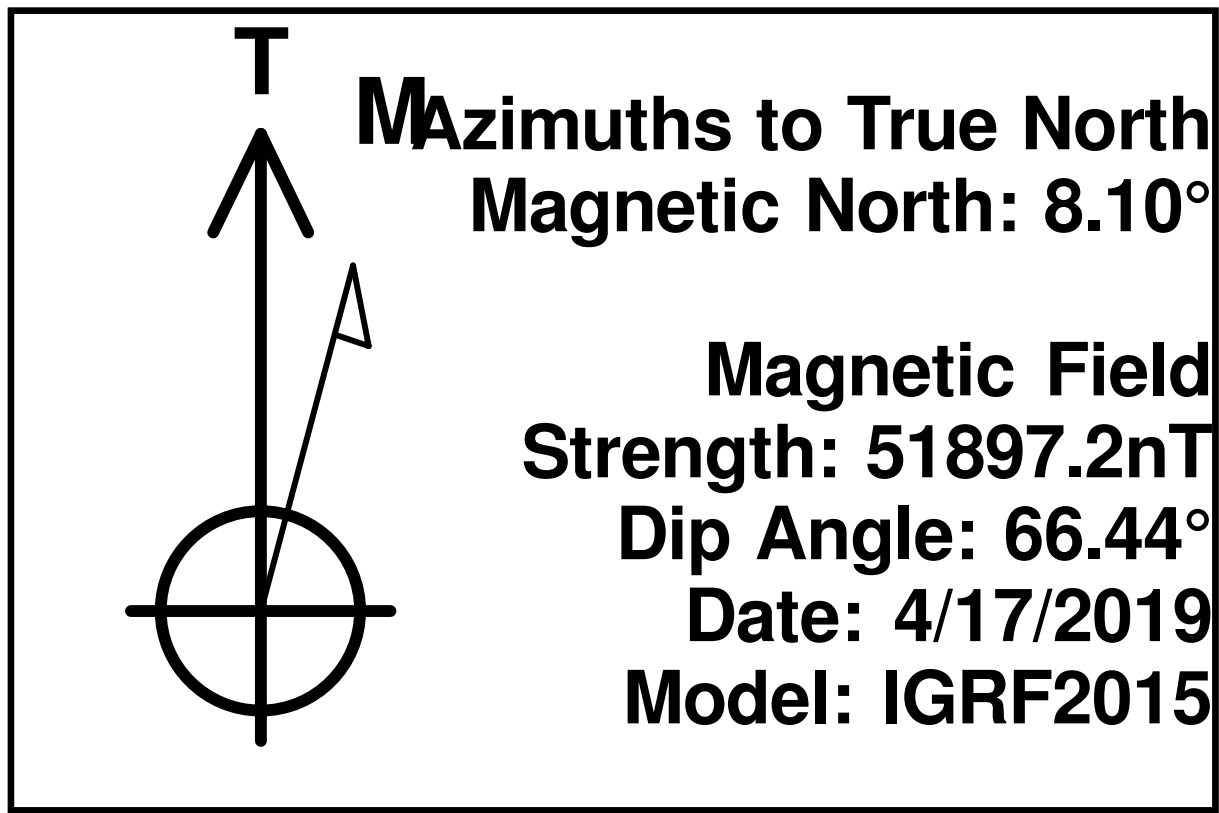 T
M
Azimuths to True North
Magnetic North: 8.10°
Magnetic Field
Strength: 51897.2nT
Dip Angle: 66.44°
Date: 4/17/2019
Model: IGRF2015